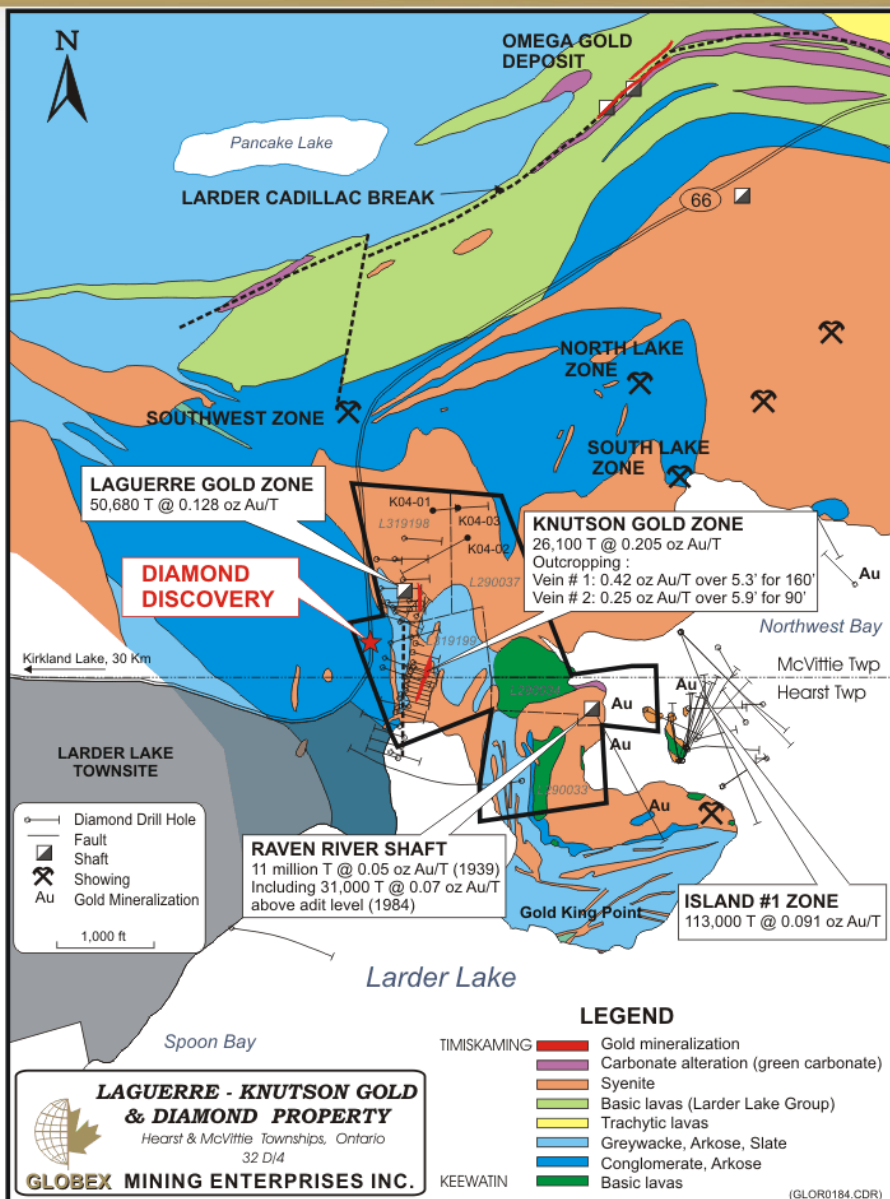 N
OMEGA GOLD
DEPOSIT
Pancake Lake
LARDER CADILLAC BREAK
66
NORTH LAKE
ZONE
SOUTHWEST ZONE
SOUTH LAKE
ZONE
LAGUERRE GOLD ZONE
50,680 T @ 0.128 oz Au/T
K04-01
K04-03
L319198
K04-02
KNUTSON GOLD ZONE
26,100 T @ 0.205 oz Au/T
Outcropping :
Vein # 1: 0.42 oz Au/T over 5.3' for 160'
Vein # 2: 0.25 oz Au/T over 5.9' for 90'
L290037
Au
DIAMOND
DISCOVERY
L319199
Northwest Bay
Kirkland Lake, 30 Km
McVittie Twp
Hearst Twp
L290034
Au
Au
Au
LARDER LAKE
TOWNSITE
L290033
Au
Diamond Drill Hole
Fault
Shaft
Showing
Au Gold Mineralization
1,000 ft
RAVEN RIVER SHAFT
11 million T @ 0.05 oz Au/T (1939)
Including 31,000 T @ 0.07 oz Au/T
above adit level (1984)
ISLAND #1 ZONE
113,000 T @ 0.091 oz Au/T
Gold King Point
Larder Lake
Spoon Bay
LEGEND
TIMISKAMING
Gold mineralization
Carbonate alteration (green carbonate)
Syenite
Basic lavas (Larder Lake Group)
Trachytic lavas
Greywacke, Arkose, Slate
Conglomerate, Arkose
KEEWATIN
Basic lavas
LAGUERRE - KNUTSON GOLD
& DIAMOND PROPERTY
Hearst & McVittie Townships, Ontario
32 D/4
GLOBEX MINING ENTERPRISES INC.
(GLOR0184.CDR)